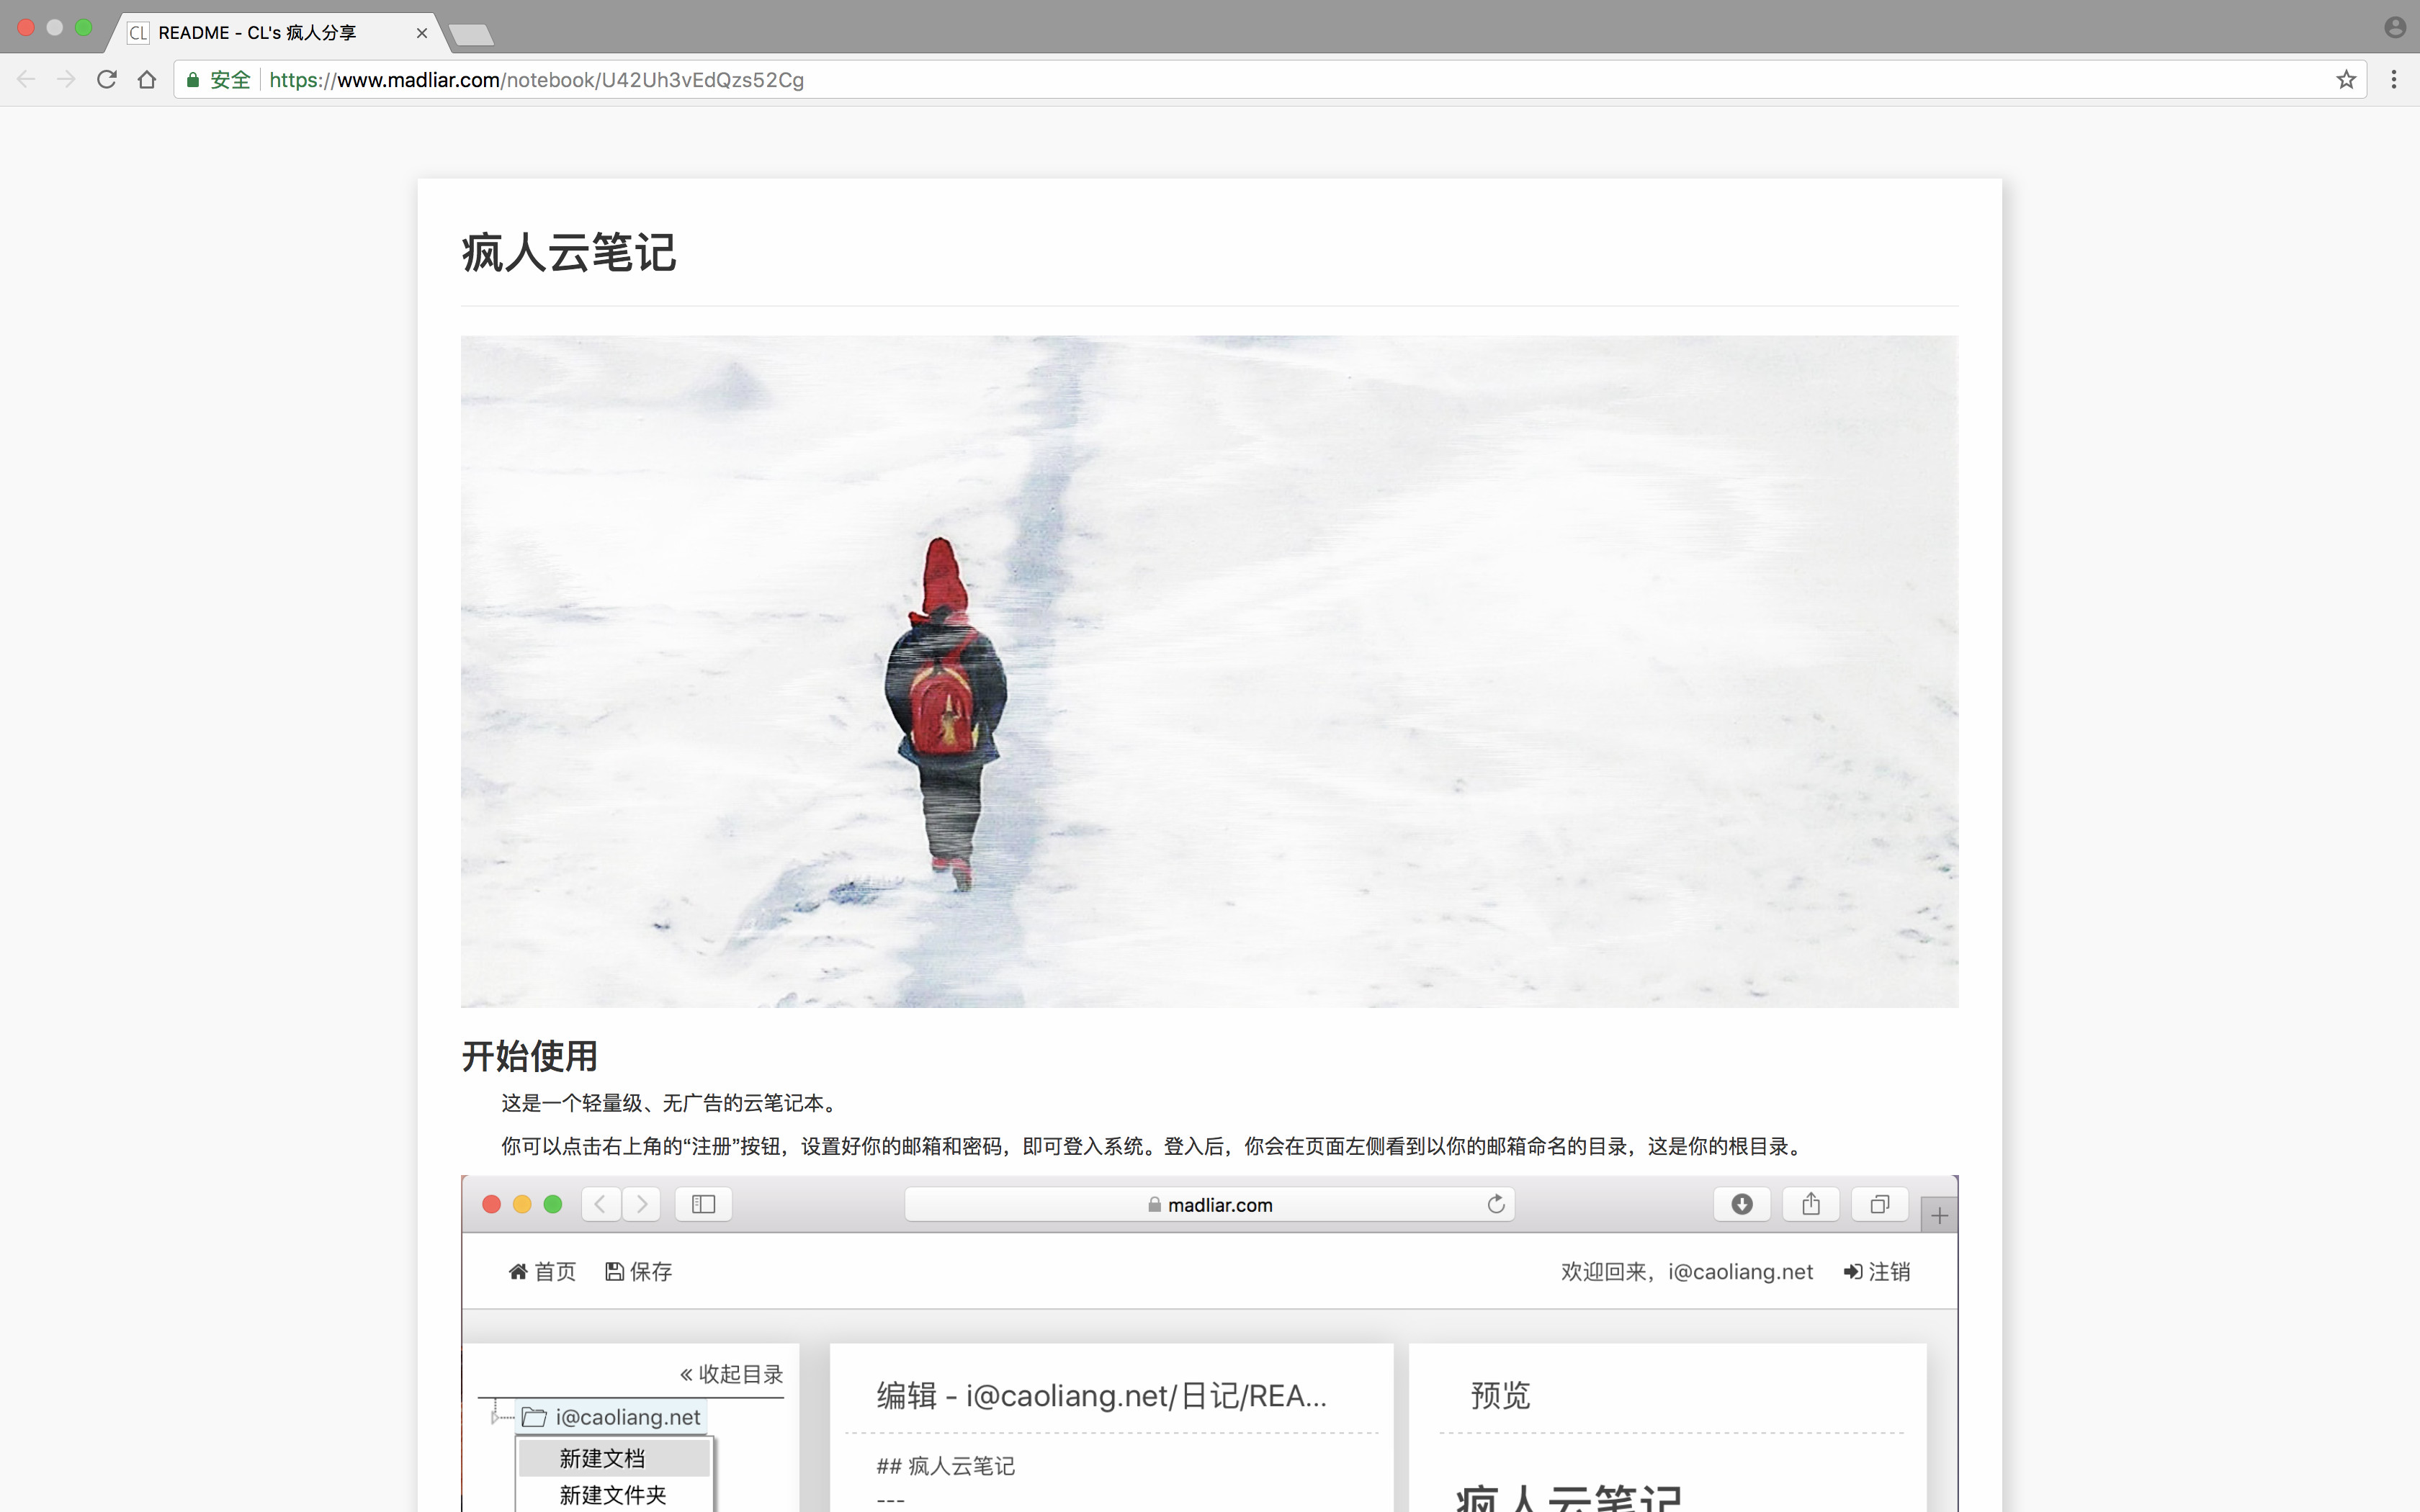 CL README - CL's 疯人分享
安全 https://www.madliar.com/notebook/U42Uh3vEdQzs52Cg
疯人云笔记
开始使用
这是一个轻量级、无广告的云笔记本。
你可以点击右上角的“注册”按钮，设置好你的邮箱和密码，即可登入系统。登入后，你会在页面左侧看到以你的邮箱命名的目录，这是你的根目录。
madliar.com
首页 保存 欢迎回来，i@caoliang.net 注销
« 收起目录
编辑 - i@caoliang.net/日记/REA...
预览
i@caoliang.net
新建文档
新建文件夹
## 疯人云笔记
---
疯人云笔记